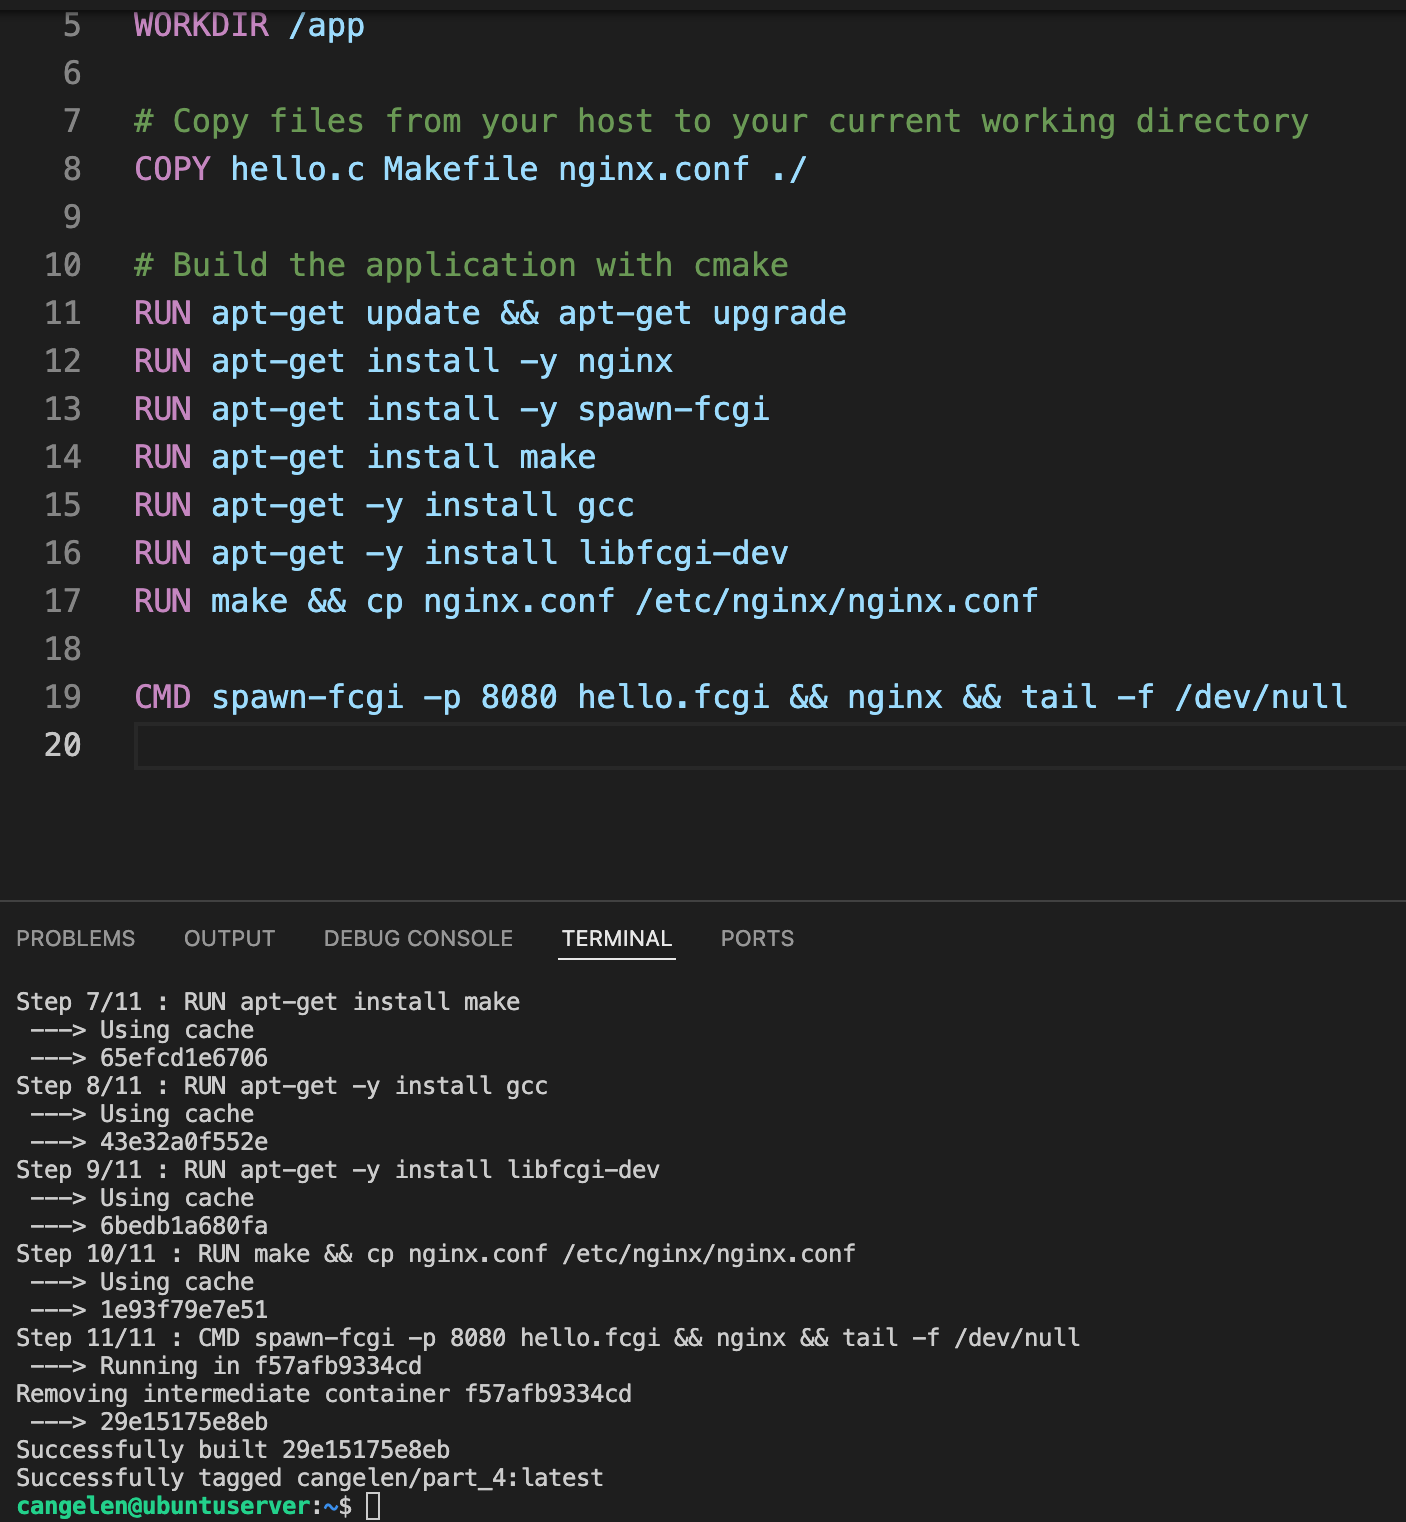 5 WORKDIR /app
6
7 # Copy files from your host to your current working directory
8 COPY hello.c Makefile nginx.conf ./
9
10 # Build the application with cmake
11 RUN apt-get update && apt-get upgrade
12 RUN apt-get install -y nginx
13 RUN apt-get install -y spawn-fcgi
14 RUN apt-get install make
15 RUN apt-get -y install gcc
16 RUN apt-get -y install libfcgi-dev
17 RUN make && cp nginx.conf /etc/nginx/nginx.conf
18
19 CMD spawn-fcgi -p 8080 hello.fcgi && nginx && tail -f /dev/null
20
PROBLEMS OUTPUT DEBUG CONSOLE TERMINAL PORTS
Step 7/11 : RUN apt-get install make
 ---> Using cache
 ---> 65efcd1e6706
Step 8/11 : RUN apt-get -y install gcc
 ---> Using cache
 ---> 43e32a0f552e
Step 9/11 : RUN apt-get -y install libfcgi-dev
 ---> Using cache
 ---> 6bedb1a680fa
Step 10/11 : RUN make && cp nginx.conf /etc/nginx/nginx.conf
 ---> Using cache
 ---> 1e93f79e7e51
Step 11/11 : CMD spawn-fcgi -p 8080 hello.fcgi && nginx && tail -f /dev/null
 ---> Running in f57afb9334cd
Removing intermediate container f57afb9334cd
 ---> 29e15175e8eb
Successfully built 29e15175e8eb
Successfully tagged cangelen/part_4:latest
cangelen@ubuntuserver:~$